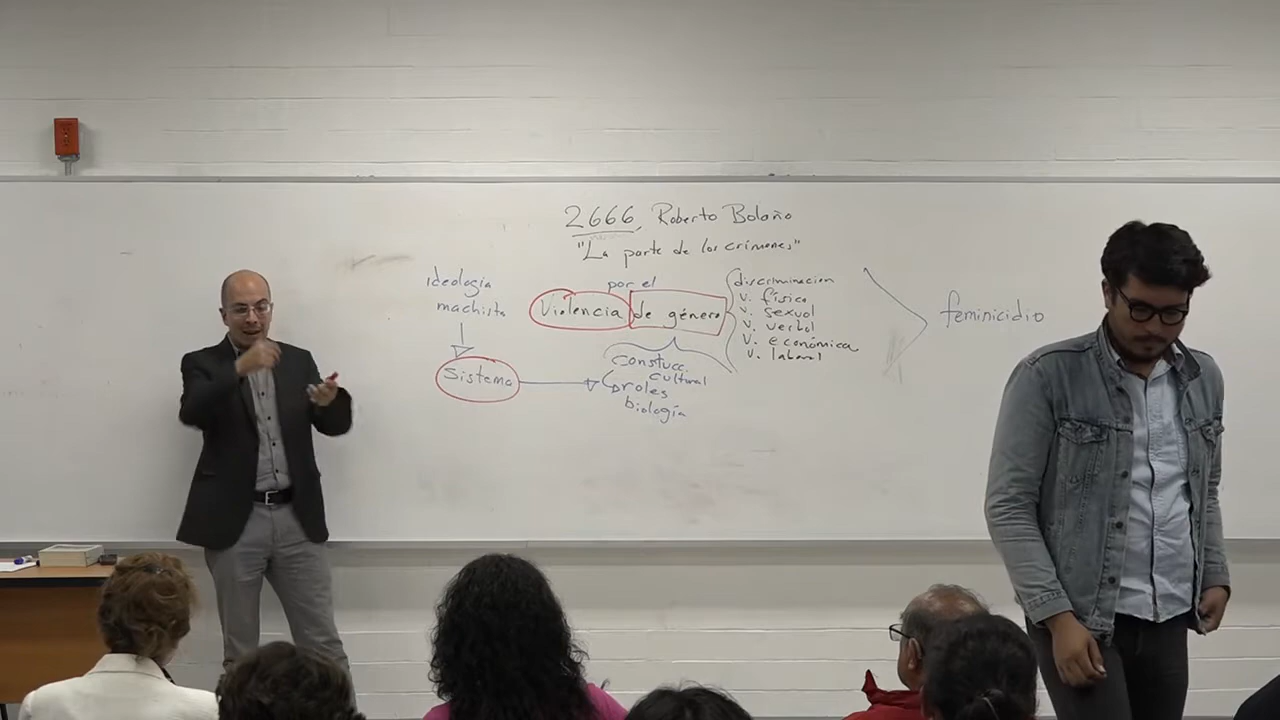 2666, Roberto Bolaño
"La parte de los crímenes"
ideología
machista
Sistema
por el
Violencia de género
construcc.
cultural
roles
biología
discriminación
v. física
v. sexual
v. verbal
v. económica
v. laboral
feminicidio